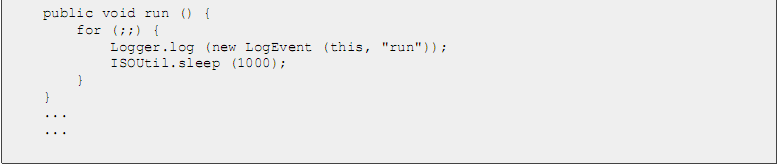 public void run () {
    for (;;) {
        Logger.log (new LogEvent (this, "run"));
        ISOUtil.sleep (1000);
    }
}
...
...